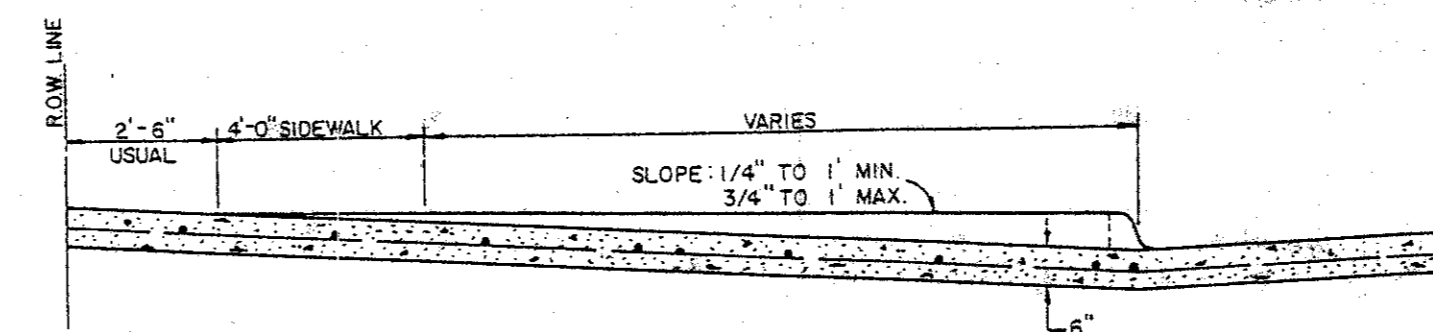 R.O.W. LINE
2'-6"
USUAL
4'-0" SIDEWALK
VARIES
SLOPE: 1/4" TO 1' MIN.
3/4" TO 1' MAX.
6"